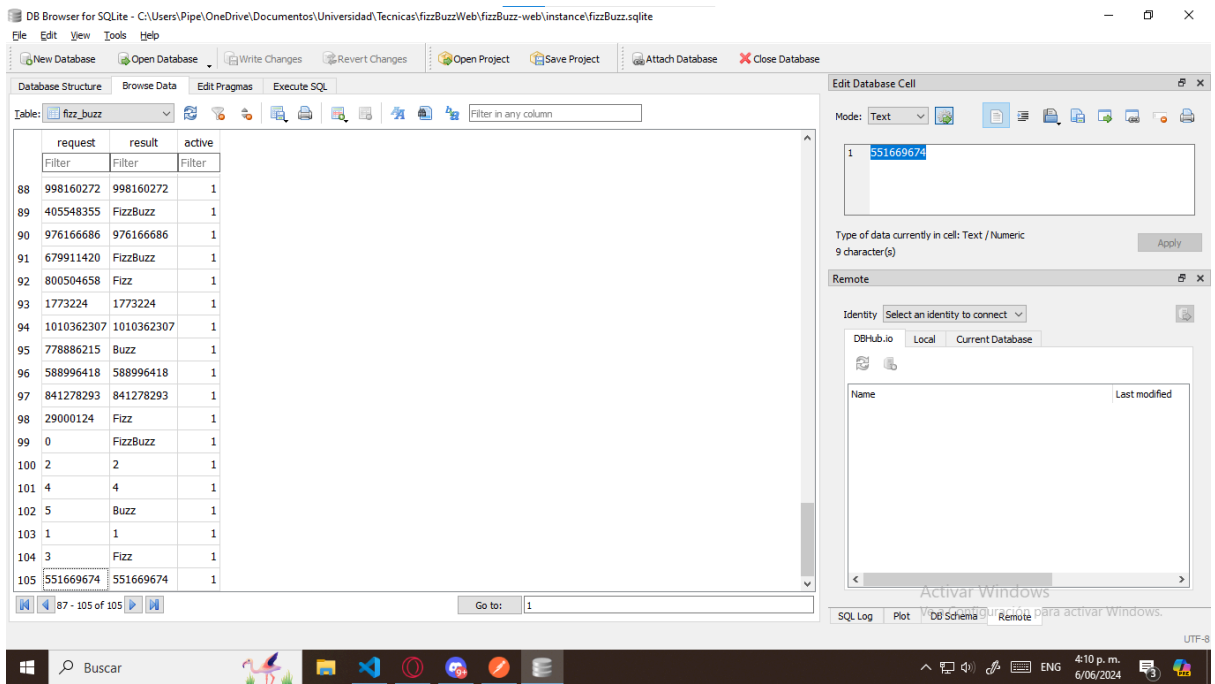 DB Browser for SQLite - C:\Users\Pipe\OneDrive\Documentos\Universidad\Tecnicas\fizzBuzzWeb\fizzBuzz-web\instance\fizzBuzz.sqlite
File Edit View Tools Help
New Database Open Database Write Changes Revert Changes Open Project Save Project Attach Database Close Database
Database Structure Browse Data Edit Pragmas Execute SQL
Table: fizz_buzz Filter in any column
request result active
Filter Filter Filter
88 998160272 998160272 1
89 405548355 FizzBuzz 1
90 976166686 976166686 1
91 679911420 FizzBuzz 1
92 800504658 Fizz 1
93 1773224 1773224 1
94 1010362307 1010362307 1
95 778886215 Buzz 1
96 588996418 588996418 1
97 841278293 841278293 1
98 29000124 Fizz 1
99 0 FizzBuzz 1
100 2 2 1
101 4 4 1
102 5 Buzz 1
103 1 1 1
104 3 Fizz 1
105 551669674 551669674 1
87 - 105 of 105 Go to: 1
Edit Database Cell
Mode: Text
1 551669674
Type of data currently in cell: Text / Numeric
9 character(s)
Apply
Remote
Identity Select an identity to connect
DBHub.io Local Current Database
Name Last modified
Activar Windows
Ve a Configuración para activar Windows.
SQL Log Plot DB Schema Remote
UTF-8
Buscar
ENG
4:10 p. m.
6/06/2024
3